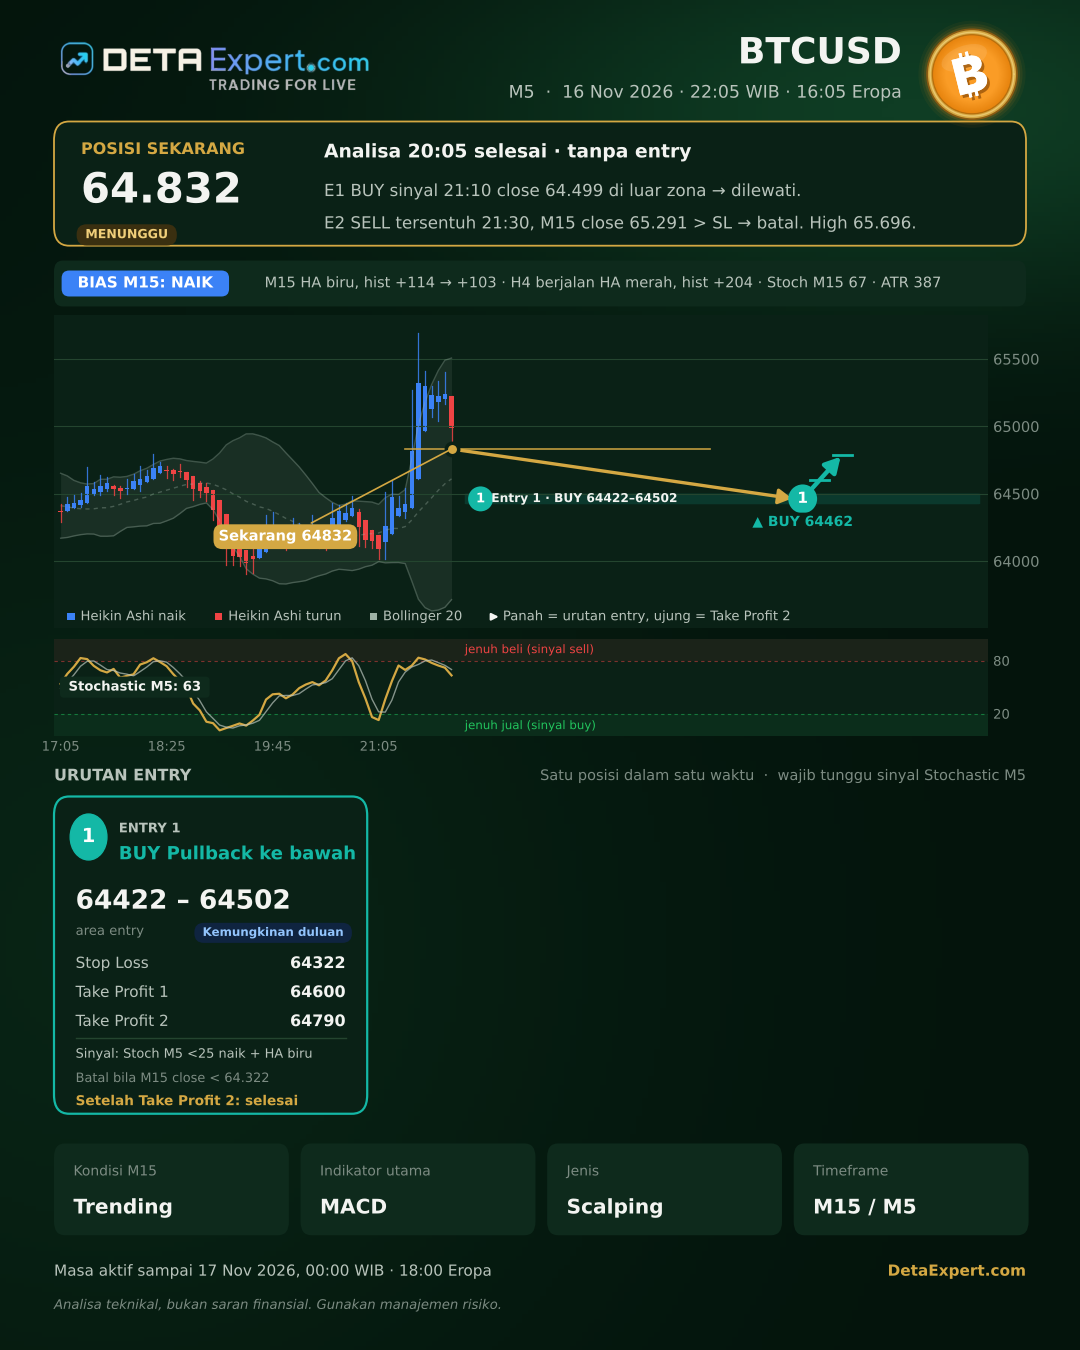 DETA Expert.com
TRADING FOR LIVE
BTCUSD
M5 · 16 Nov 2026 · 22:05 WIB · 16:05 Eropa
POSISI SEKARANG
64.832
MENUNGGU
Analisa 20:05 selesai · tanpa entry
E1 BUY sinyal 21:10 close 64.499 di luar zona → dilewati.
E2 SELL tersentuh 21:30, M15 close 65.291 > SL → batal. High 65.696.
BIAS M15: NAIK
M15 HA biru, hist +114 → +103 · H4 berjalan HA merah, hist +204 · Stoch M15 67 · ATR 387
65500
65000
64500
64000
1 Entry 1 · BUY 64422-64502
1
▲ BUY 64462
Sekarang 64832
Heikin Ashi naik
Heikin Ashi turun
Bollinger 20
Panah = urutan entry, ujung = Take Profit 2
jenuh beli (sinyal sell)
80
Stochastic M5: 63
20
jenuh jual (sinyal buy)
17:05 18:25 19:45 21:05
URUTAN ENTRY
Satu posisi dalam satu waktu · wajib tunggu sinyal Stochastic M5
1
ENTRY 1
BUY Pullback ke bawah
64422 – 64502
area entry
Kemungkinan duluan
Stop Loss 64322
Take Profit 1 64600
Take Profit 2 64790
Sinyal: Stoch M5 <25 naik + HA biru
Batal bila M15 close < 64.322
Setelah Take Profit 2: selesai
Kondisi M15
Trending
Indikator utama
MACD
Jenis
Scalping
Timeframe
M15 / M5
Masa aktif sampai 17 Nov 2026, 00:00 WIB · 18:00 Eropa
DetaExpert.com
Analisa teknikal, bukan saran finansial. Gunakan manajemen risiko.